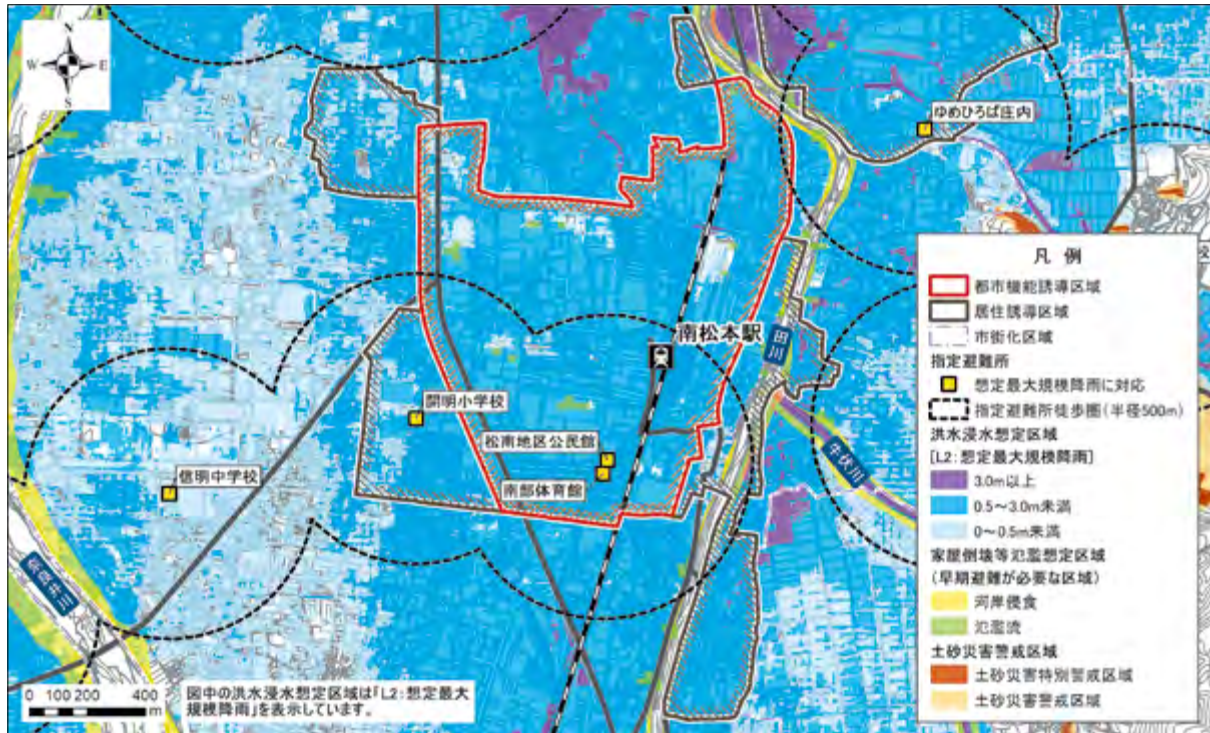 N
W
E
S
ゆめひろば庄内
南松本駅
田川
開明小学校
松南地区公民館
信明中学校
南部体育館
牛伏川
奈良井川
凡例
都市機能誘導区域
居住誘導区域
市街化区域
指定避難所
想定最大規模降雨に対応
指定避難所徒歩圏(半径500m)
洪水浸水想定区域
[L2:想定最大規模降雨]
3.0m以上
0.5~3.0m未満
0~0.5m未満
家屋倒壊等氾濫想定区域
(早期避難が必要な区域)
河岸侵食
氾濫流
土砂災害警戒区域
土砂災害特別警戒区域
土砂災害警戒区域
0 100 200 400
m
図中の洪水浸水想定区域は「L2:想定最大
規模降雨」を表示しています。